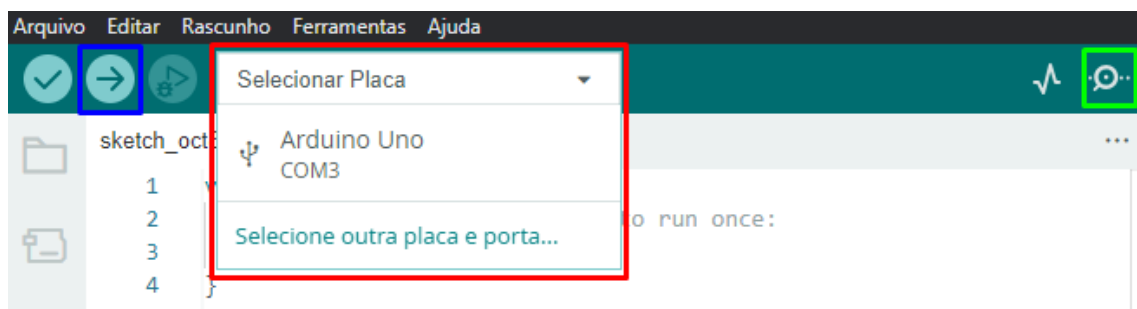 Arquivo Editar Rascunho Ferramentas Ajuda
Selecionar Placa
sketch_oct
Arduino Uno
COM3
1
2 o run once:
Selecione outra placa e porta...
3
4 }